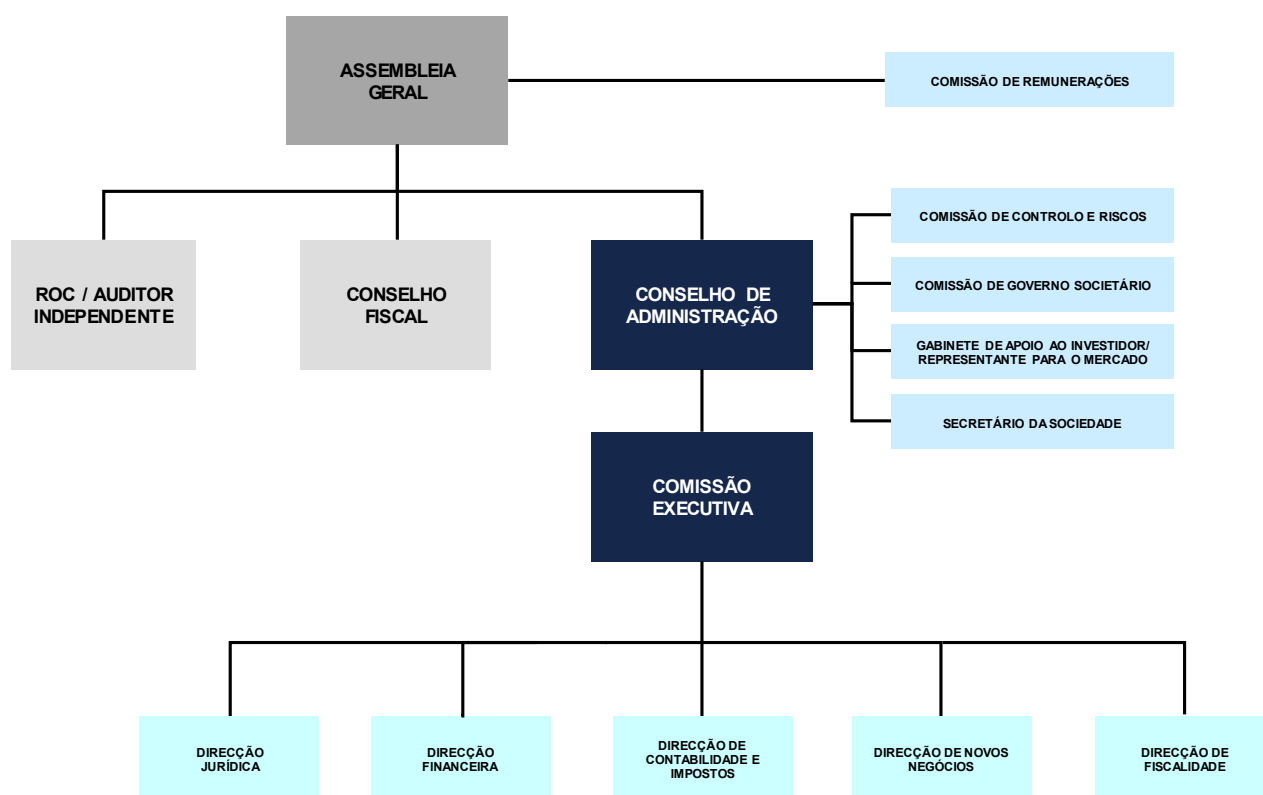 ASSEMBLEIA
GERAL
COMISSÃO DE REMUNERAÇÕES
COMISSÃO DE CONTROLO E RISCOS
ROC / AUDITOR
INDEPENDENTE
CONSELHO
FISCAL
CONSELHO DE
ADMINISTRAÇÃO
COMISSÃO DE GOVERNO SOCIETÁRIO
GABINETE DE APOIO AO INVESTIDOR/
REPRESENTANTE PARA O MERCADO
SECRETÁRIO DA SOCIEDADE
COMISSÃO
EXECUTIVA
DIRECÇÃO
JURÍDICA
DIRECÇÃO
FINANCEIRA
DIRECÇÃO DE
CONTABILIDADE E
IMPOSTOS
DIRECÇÃO DE NOVOS
NEGÓCIOS
DIRECÇÃO DE
FISCALIDADE